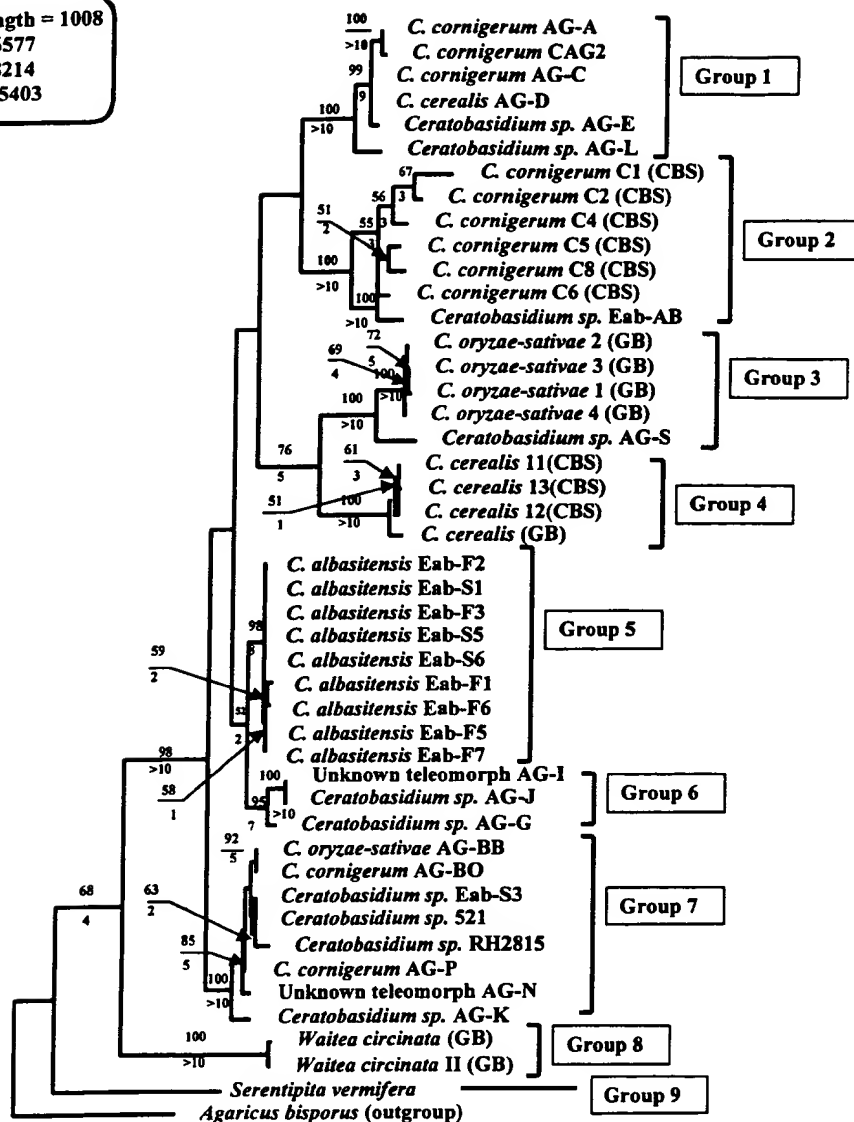 ngth = 1008
5577
8214
5403
100
>10
C. cornigerum AG-A
C. cornigerum CAG2
99
9
C. cornigerum AG-C
C. cerealis AG-D
100
>10
Ceratobasidium sp. AG-E
Ceratobasidium sp. AG-L
Group 1
67
3
C. cornigerum C1 (CBS)
C. cornigerum C2 (CBS)
56
3
C. cornigerum C4 (CBS)
51
2
55
3
C. cornigerum C5 (CBS)
C. cornigerum C8 (CBS)
100
>10
C. cornigerum C6 (CBS)
100
>10
Ceratobasidium sp. Eab-AB
Group 2
72
5
C. oryzae-sativae 2 (GB)
69
4
C. oryzae-sativae 3 (GB)
100
>10
C. oryzae-sativae 1 (GB)
C. oryzae-sativae 4 (GB)
100
>10
Ceratobasidium sp. AG-S
Group 3
76
5
61
3
C. cerealis 11(CBS)
C. cerealis 13(CBS)
51
1
100
>10
C. cerealis 12(CBS)
C. cerealis (GB)
Group 4
C. albasitensis Eab-F2
C. albasitensis Eab-S1
C. albasitensis Eab-F3
98
8
C. albasitensis Eab-S5
C. albasitensis Eab-S6
59
2
C. albasitensis Eab-F1
52
2
C. albasitensis Eab-F6
C. albasitensis Eab-F5
C. albasitensis Eab-F7
Group 5
98
>10
58
1
100
>10
Unknown teleomorph AG-I
Ceratobasidium sp. AG-J
95
7
Ceratobasidium sp. AG-G
Group 6
92
5
C. oryzae-sativae AG-BB
C. cornigerum AG-BO
68
4
63
2
Ceratobasidium sp. Eab-S3
Ceratobasidium sp. 521
85
5
Ceratobasidium sp. RH2815
C. cornigerum AG-P
100
>10
Unknown teleomorph AG-N
Ceratobasidium sp. AG-K
Group 7
100
>10
Waitea circinata (GB)
Waitea circinata II (GB)
Group 8
Serentipita vermifera
Group 9
Agaricus bisporus (outgroup)